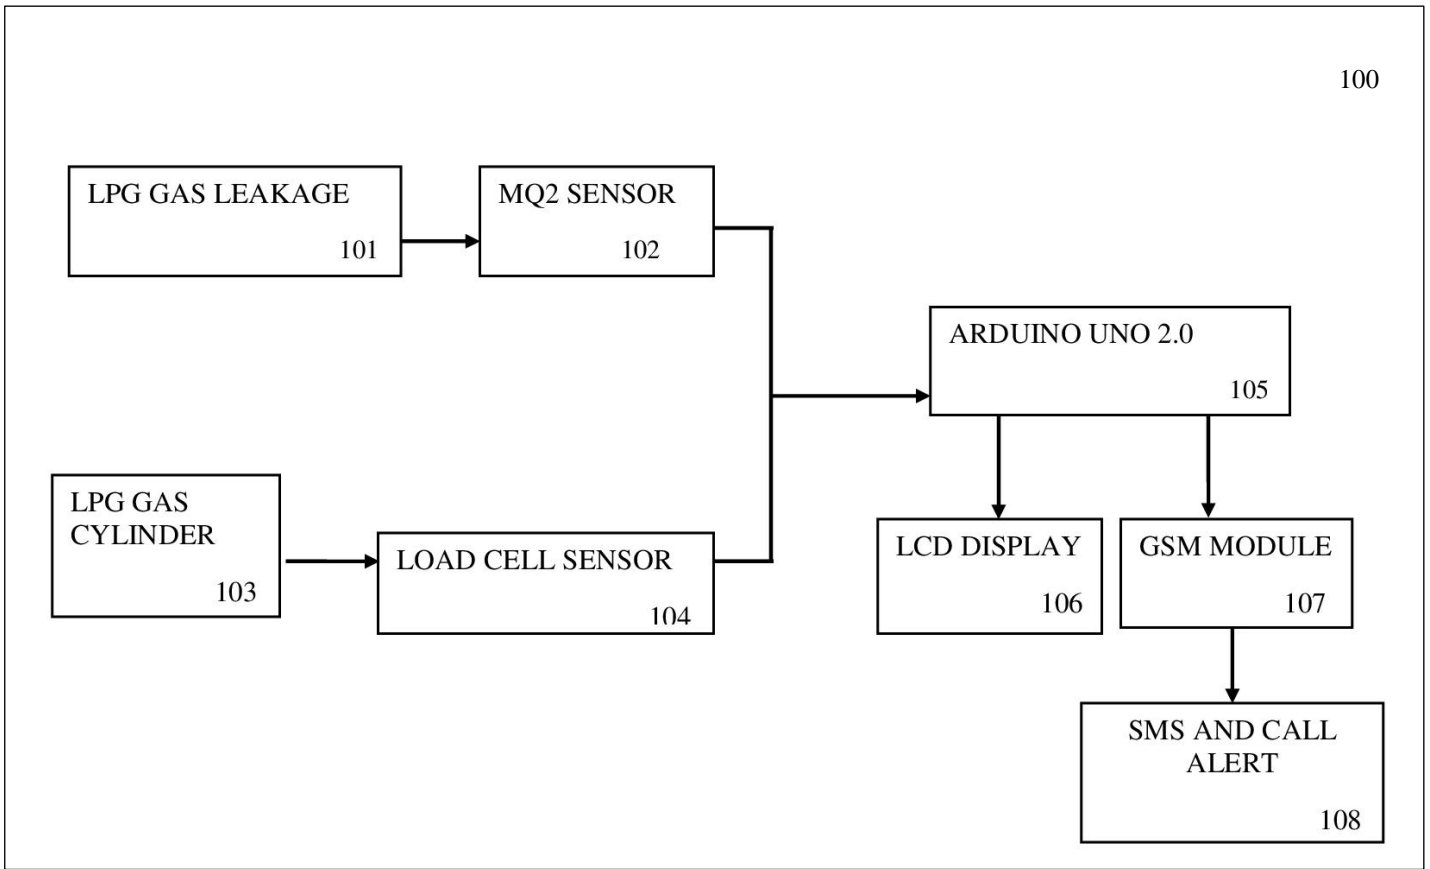 100
LPG GAS LEAKAGE
101
MQ2 SENSOR
102
ARDUINO UNO 2.0
105
LPG GAS
CYLINDER
103
LOAD CELL SENSOR
104
LCD DISPLAY
106
GSM MODULE
107
SMS AND CALL
ALERT
108